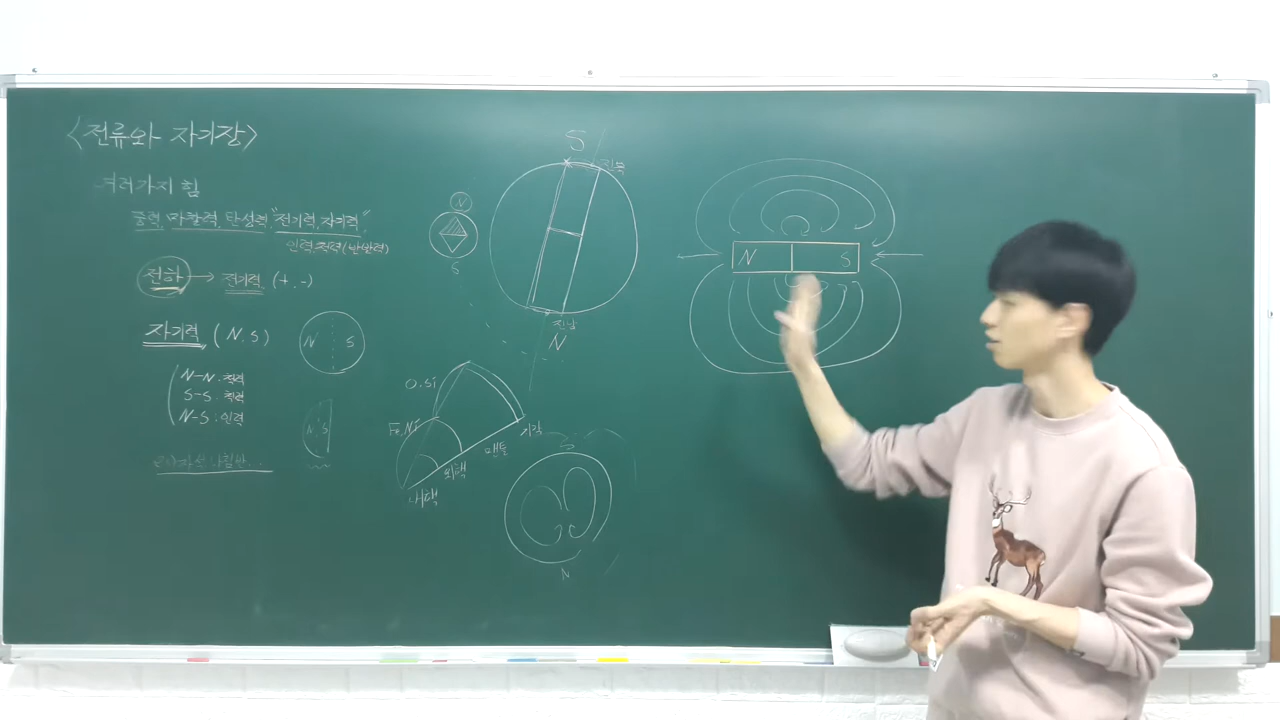 <전류와 자기장>
여러가지 힘
중력, 마찰력, 탄성력, "전기력, 자기력"
인력, 척력(반발력)
전하 → 전기력 (+, -)
자기력 (N, S)
N-N : 척력
S-S : 척력
N-S : 인력
N S
N S
N
S
S
진북
진남
N
O, Si
Fe, Ni
지각
맨틀
외핵
내핵
N
N S